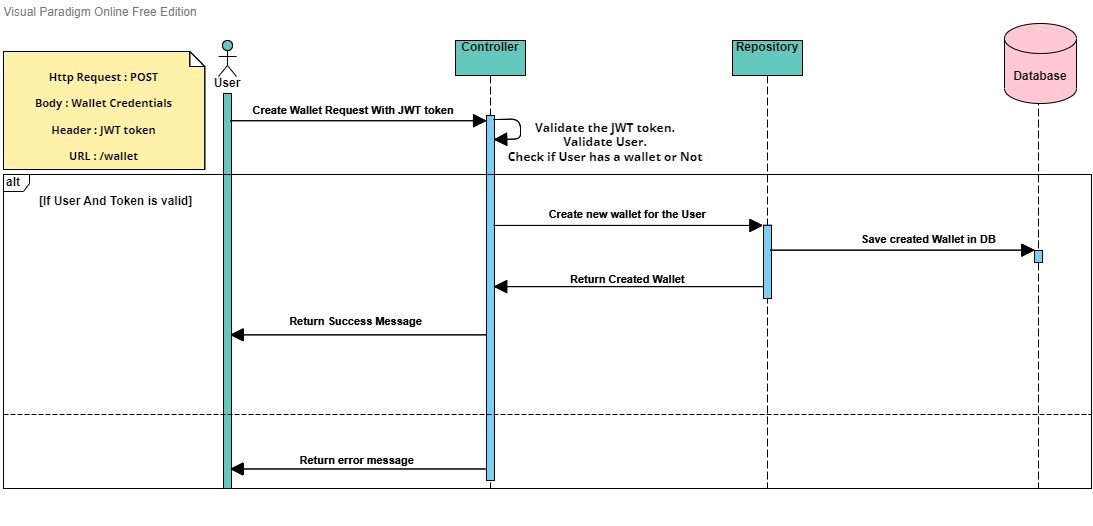 Visual Paradigm Online Free Edition
Controller
Repository
Database
Http Request : POST
Body : Wallet Credentials
Header : JWT token
URL : /wallet
User
Create Wallet Request With JWT token
Validate the JWT token.
Validate User.
Check if User has a wallet or Not
alt
[If User And Token is valid]
Create new wallet for the User
Save created Wallet in DB
Return Created Wallet
Return Success Message
Return error message